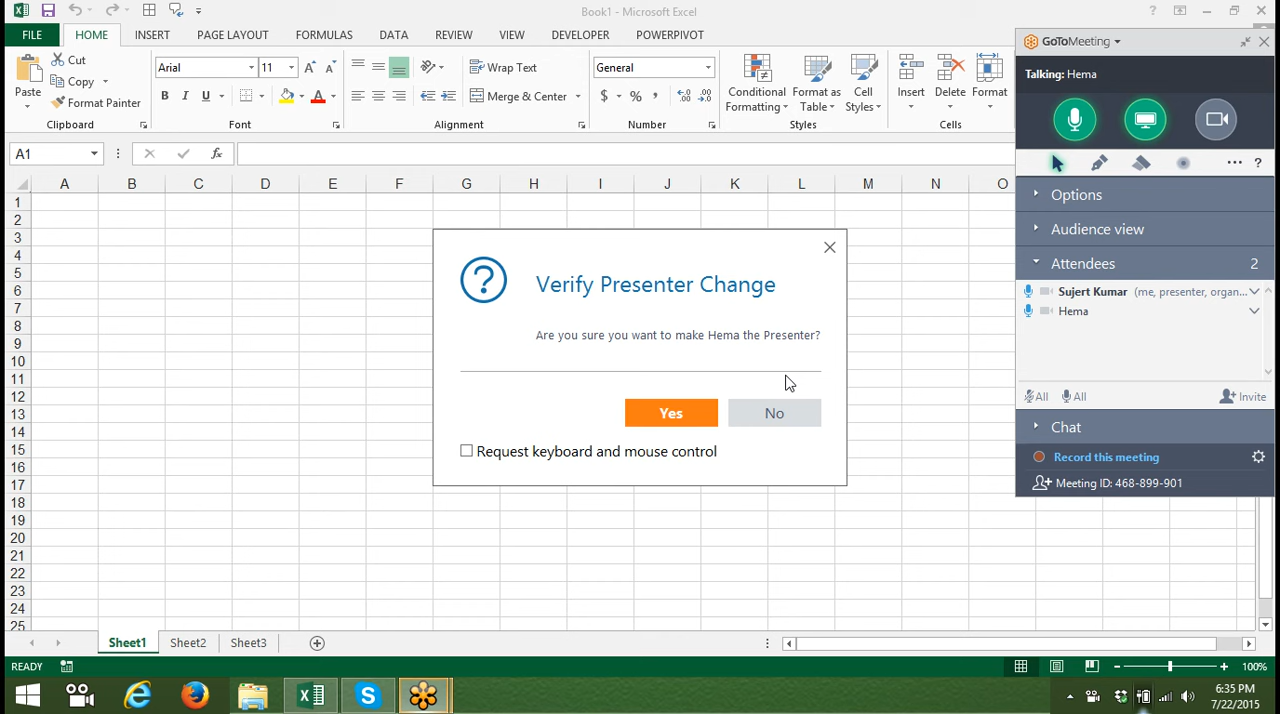 Book1 - Microsoft Excel
FILE HOME INSERT PAGE LAYOUT FORMULAS DATA REVIEW VIEW DEVELOPER POWERPIVOT
Paste
Cut
Copy
Format Painter
Clipboard
Arial 11
B I U
A
Font
Wrap Text
Merge & Center
Alignment
General
$ % ,
Number
Conditional Formatting
Format as Table
Cell Styles
Styles
Insert Delete Format
Cells
A1
fx
A B C D E F G H I J K L M N O
1
2
3
4
5
6
7
8
9
10
11
12
13
14
15
16
17
18
19
20
21
22
23
24
25
Verify Presenter Change
Are you sure you want to make Hema the Presenter?
Yes No
Request keyboard and mouse control
GoToMeeting
Talking: Hema
... ?
Options
Audience view
Attendees 2
Sujert Kumar (me, presenter, organ...
Hema
All All Invite
Chat
Record this meeting
Meeting ID: 468-899-901
Sheet1 Sheet2 Sheet3
READY
100%
6:35 PM
7/22/2015